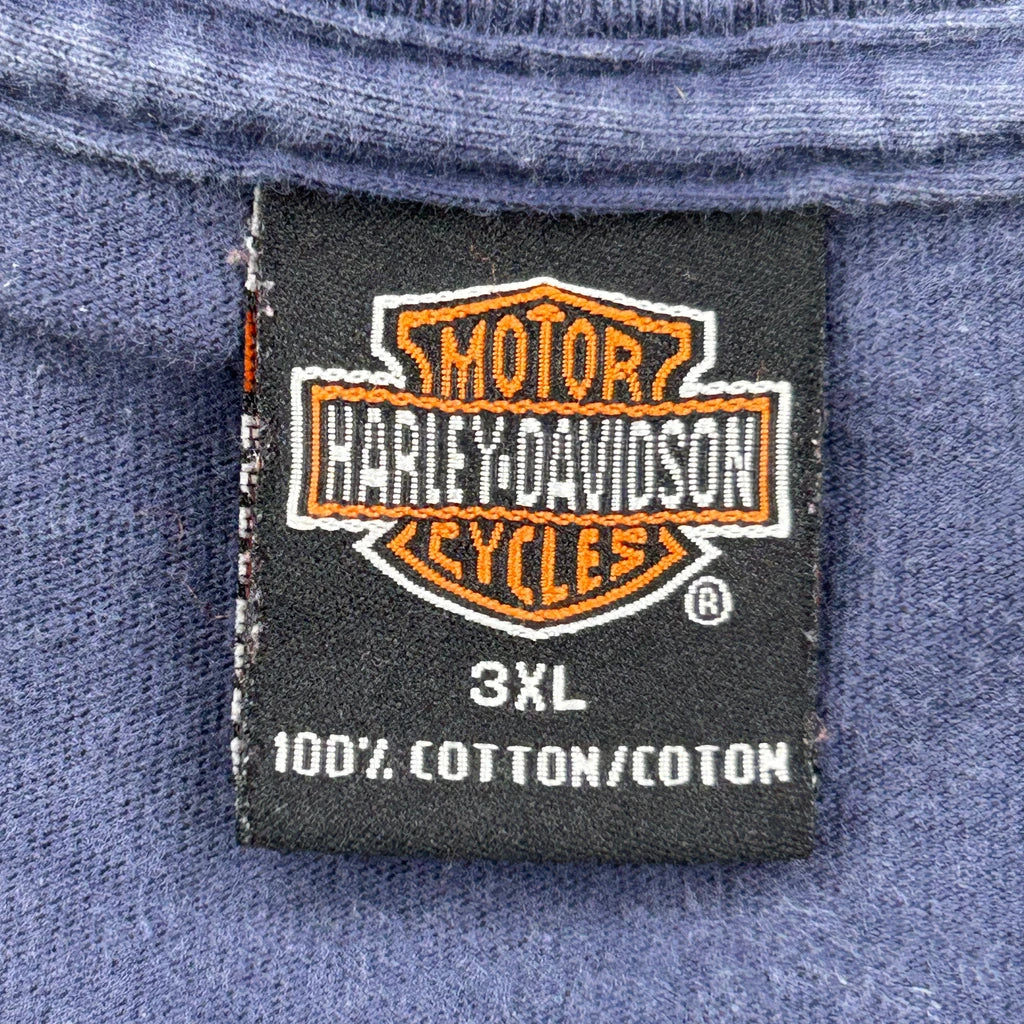 MOTOR
HARLEY-DAVIDSON
CYCLES
®
3XL
100% COTTON/COTON